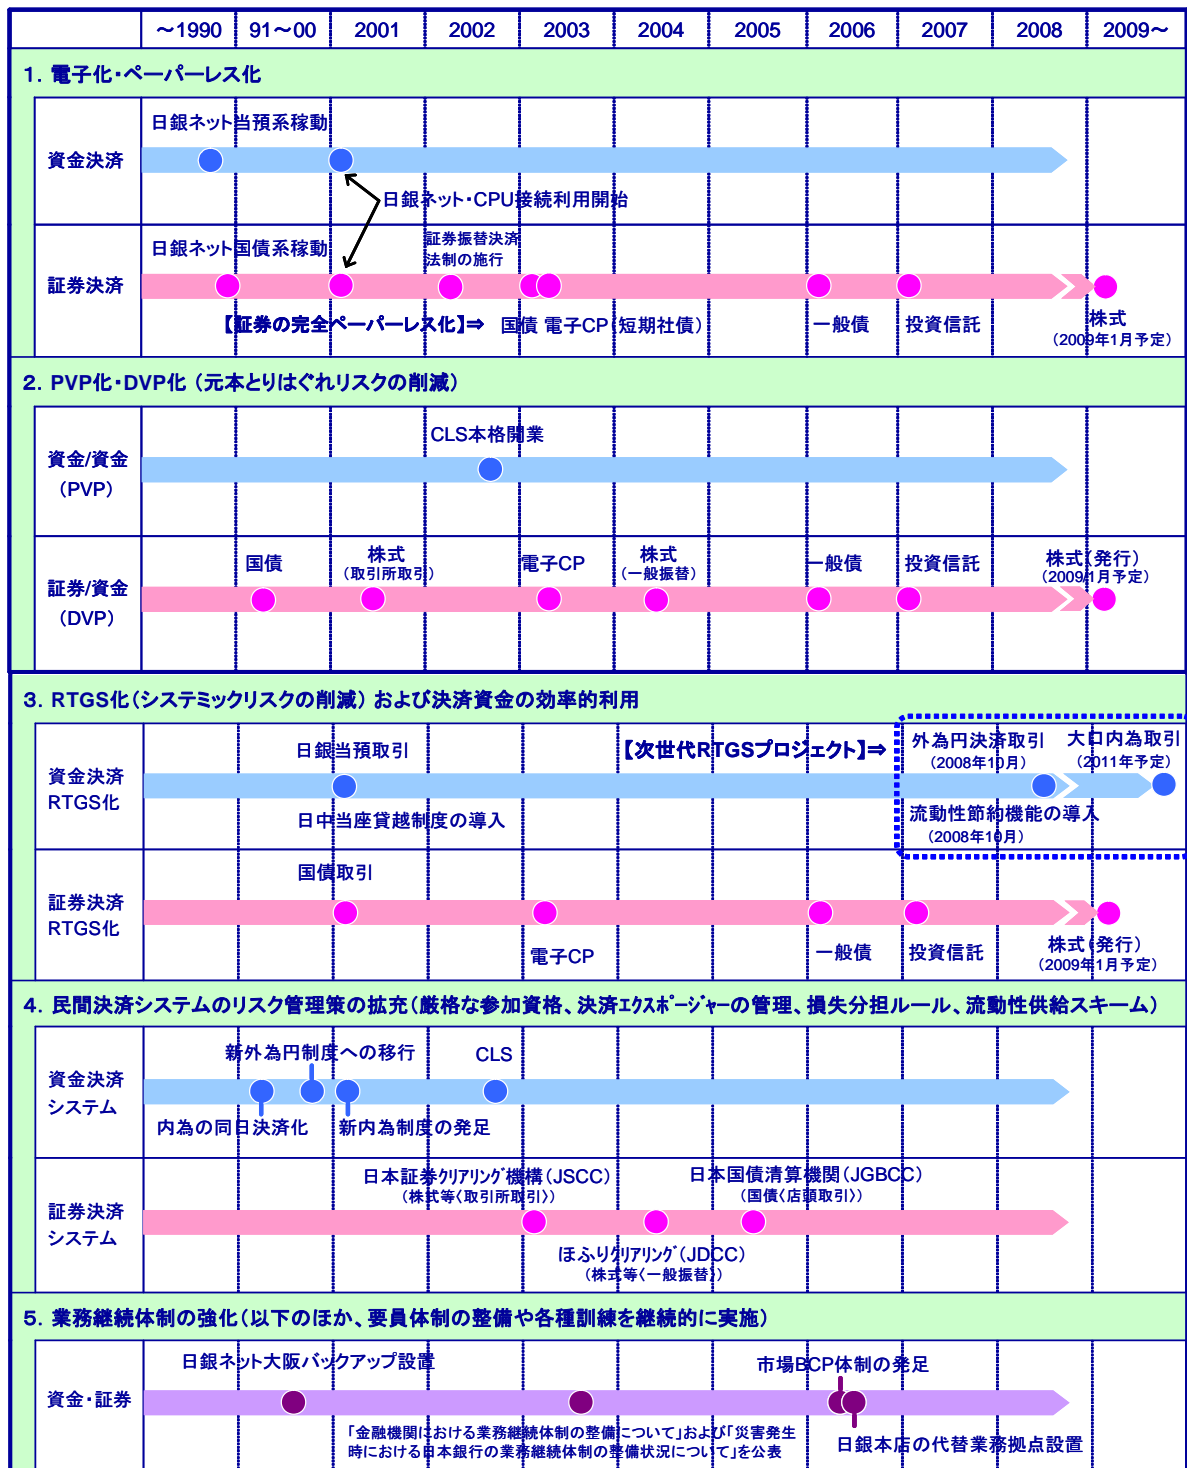 ～1990 91～00 2001 2002 2003 2004 2005 2006 2007 2008 2009～
1．電子化・ペーパーレス化
日銀ネット当預系稼動
資金決済
日銀ネット・CPU接続利用開始
日銀ネット国債系稼動
証券振替決済
法制の施行
証券決済
【証券の完全ペーパーレス化】⇒ 国債 電子CP（短期社債） 一般債 投資信託 株式
（2009年1月予定）
2．PVP化・DVP化（元本とりはぐれリスクの削減）
CLS本格開業
資金/資金
（PVP）
国債 株式 電子CP 株式 一般債 投資信託 株式（発行）
（取引所取引） （一般振替） （2009/1月予定）
証券/資金
（DVP）
3．RTGS化（システミックリスクの削減）および決済資金の効率的利用
日銀当預取引 【次世代RTGSプロジェクト】⇒ 外為円決済取引 大口内為取引
（2008年10月） （2011年予定）
資金決済
RTGS化
日中当座貸越制度の導入 流動性節約機能の導入
（2008年10月）
国債取引
証券決済
RTGS化
電子CP 一般債 投資信託 株式（発行）
（2009年1月予定）
4．民間決済システムのリスク管理策の拡充（厳格な参加資格、決済ｴｸｽﾎﾟｰｼﾞｬｰの管理、損失分担ルール、流動性供給スキーム）
新外為円制度への移行 CLS
資金決済
システム
内為の同日決済化 新内為制度の発足
日本証券ｸﾘｱﾘﾝｸﾞ機構（JSCC） 日本国債清算機関（JGBCC）
（株式等〈取引所取引〉） （国債〈店頭取引〉）
証券決済
システム
ほふりｸﾘｱﾘﾝｸﾞ（JDCC）
（株式等〈一般振替〉）
5．業務継続体制の強化（以下のほか、要員体制の整備や各種訓練を継続的に実施）
日銀ネット大阪バックアップ設置 市場BCP体制の発足
資金・証券
「金融機関における業務継続体制の整備について」および「災害発生
時における日本銀行の業務継続体制の整備状況について」を公表
日銀本店の代替業務拠点設置